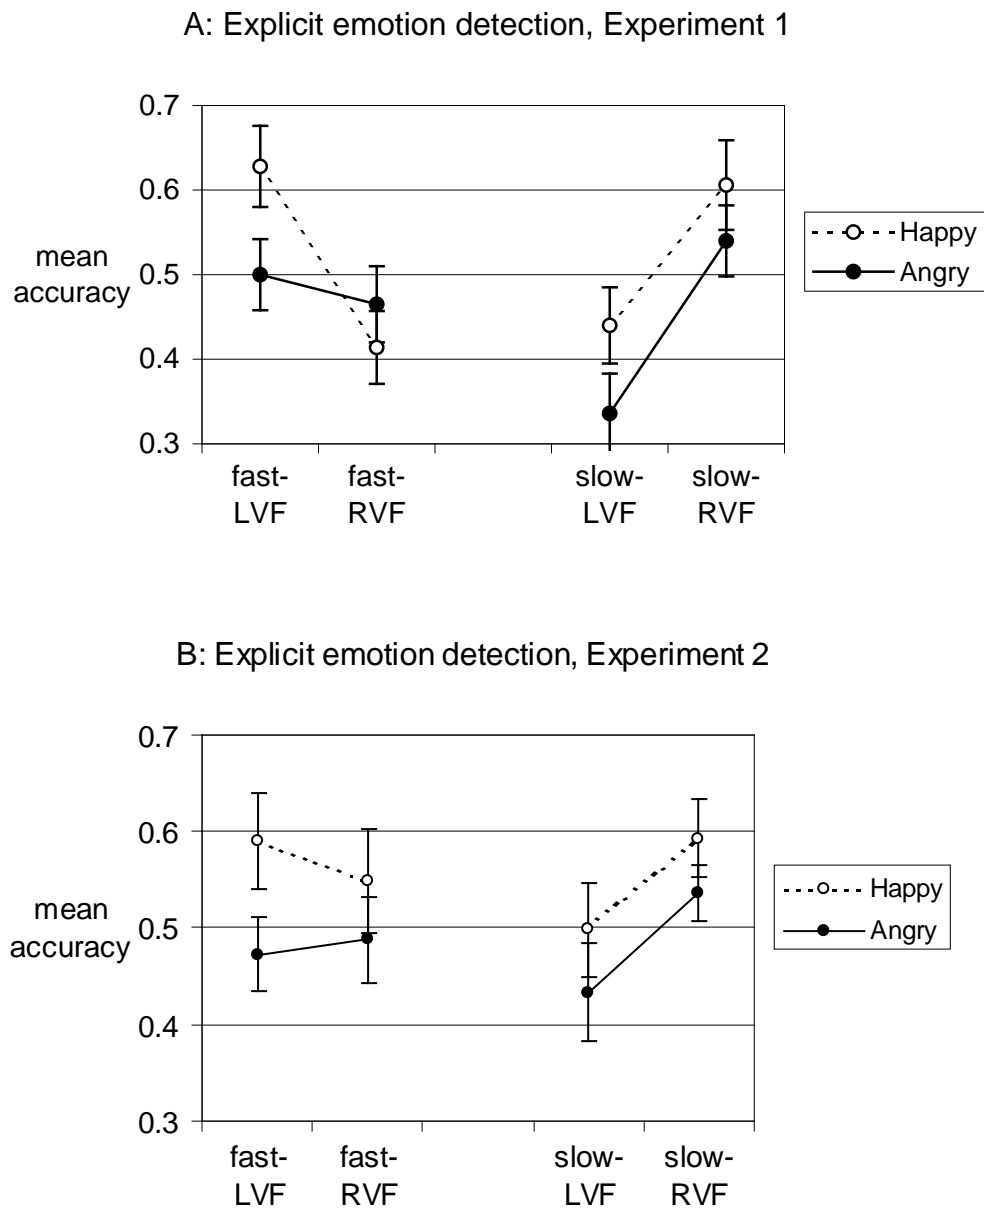 A: Explicit emotion detection, Experiment 1
0.7
0.6
0.5
0.4
0.3
mean
accuracy
fast-
LVF
fast-
RVF
slow-
LVF
slow-
RVF
Happy
Angry
B: Explicit emotion detection, Experiment 2
0.7
0.6
0.5
0.4
0.3
mean
accuracy
fast-
LVF
fast-
RVF
slow-
LVF
slow-
RVF
Happy
Angry